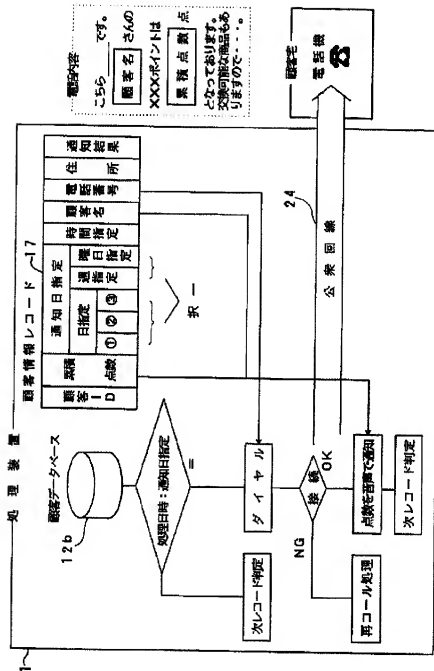 1
処理装置
顧客データベース
12b
顧客情報レコード
17
顧客ID
累積点数
通知日指定
日指定
①
②
③
週指定
曜日指定
時間指定
顧客名
電話番号
住所
通知結果
択一
処理日時：通知日指定
=
次レコード判定
ダイヤル
接続
NG
OK
再コール処理
点数を音声で通知
次レコード判定
公衆回線
24
顧客宅
電話機
電話内容
こちら＿＿です。
顧客名 さんの
XXXポイントは
累積点数 点
となっております。
交換可能な商品もあ
りますので・・・。